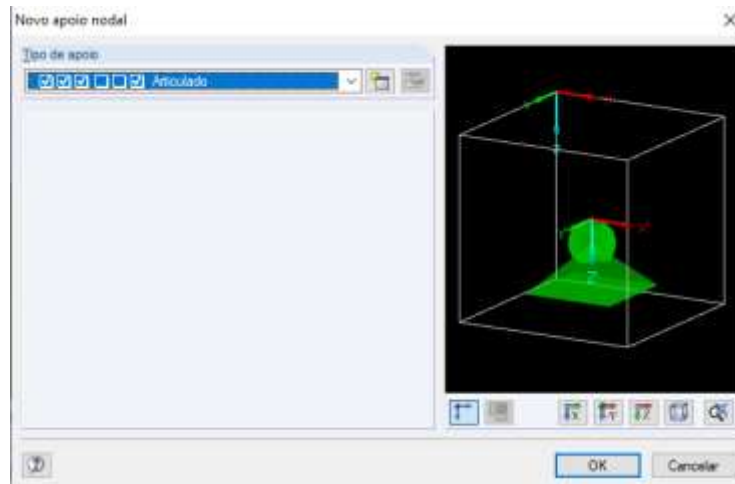 Novo apoio nodal
Tipo de apoio
Articulado
Z
OK
Cancelar